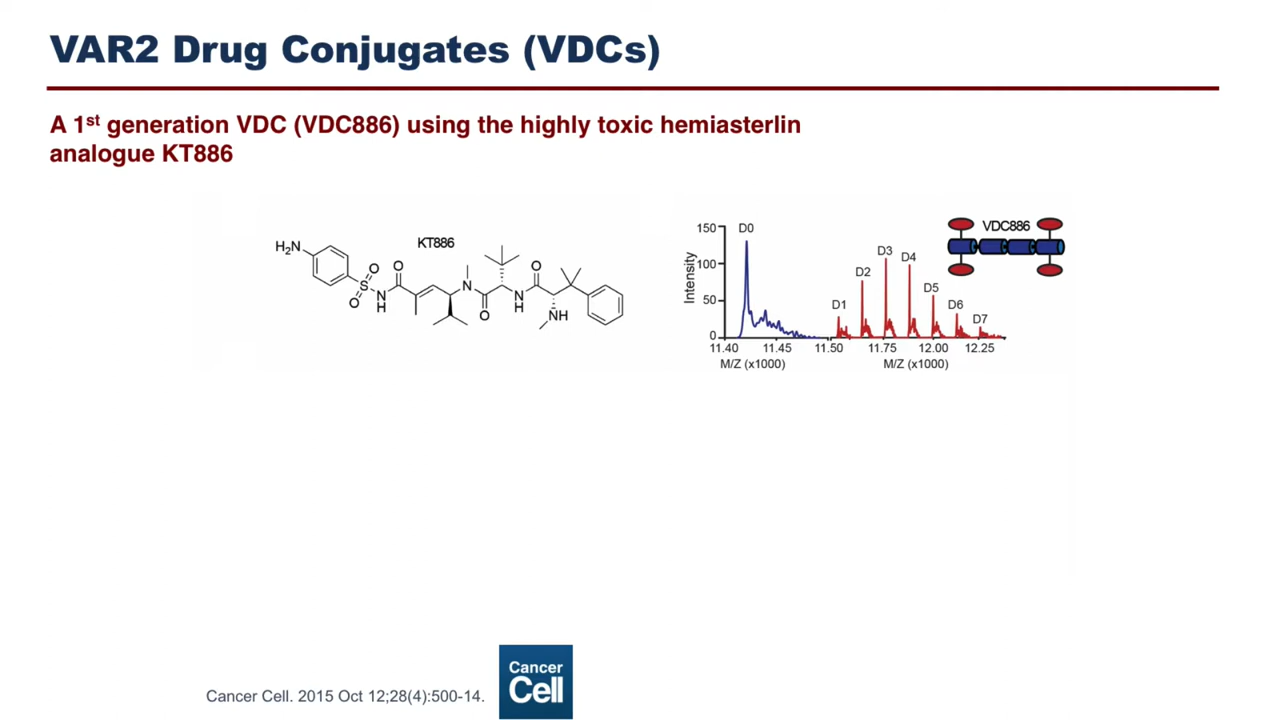 VAR2 Drug Conjugates (VDCs)
A 1st generation VDC (VDC886) using the highly toxic hemiasterlin
analogue KT886
KT886
H2N
O
O
S
O
N
H
O
N
O
N
H
O
NH
Intensity
150
100
50
0
D0
D1
D2
D3
D4
D5
D6
D7
VDC886
11.40
11.45
11.50
11.75
12.00
12.25
M/Z (x1000)
M/Z (x1000)
Cancer Cell. 2015 Oct 12;28(4):500-14.
Cancer
Cell